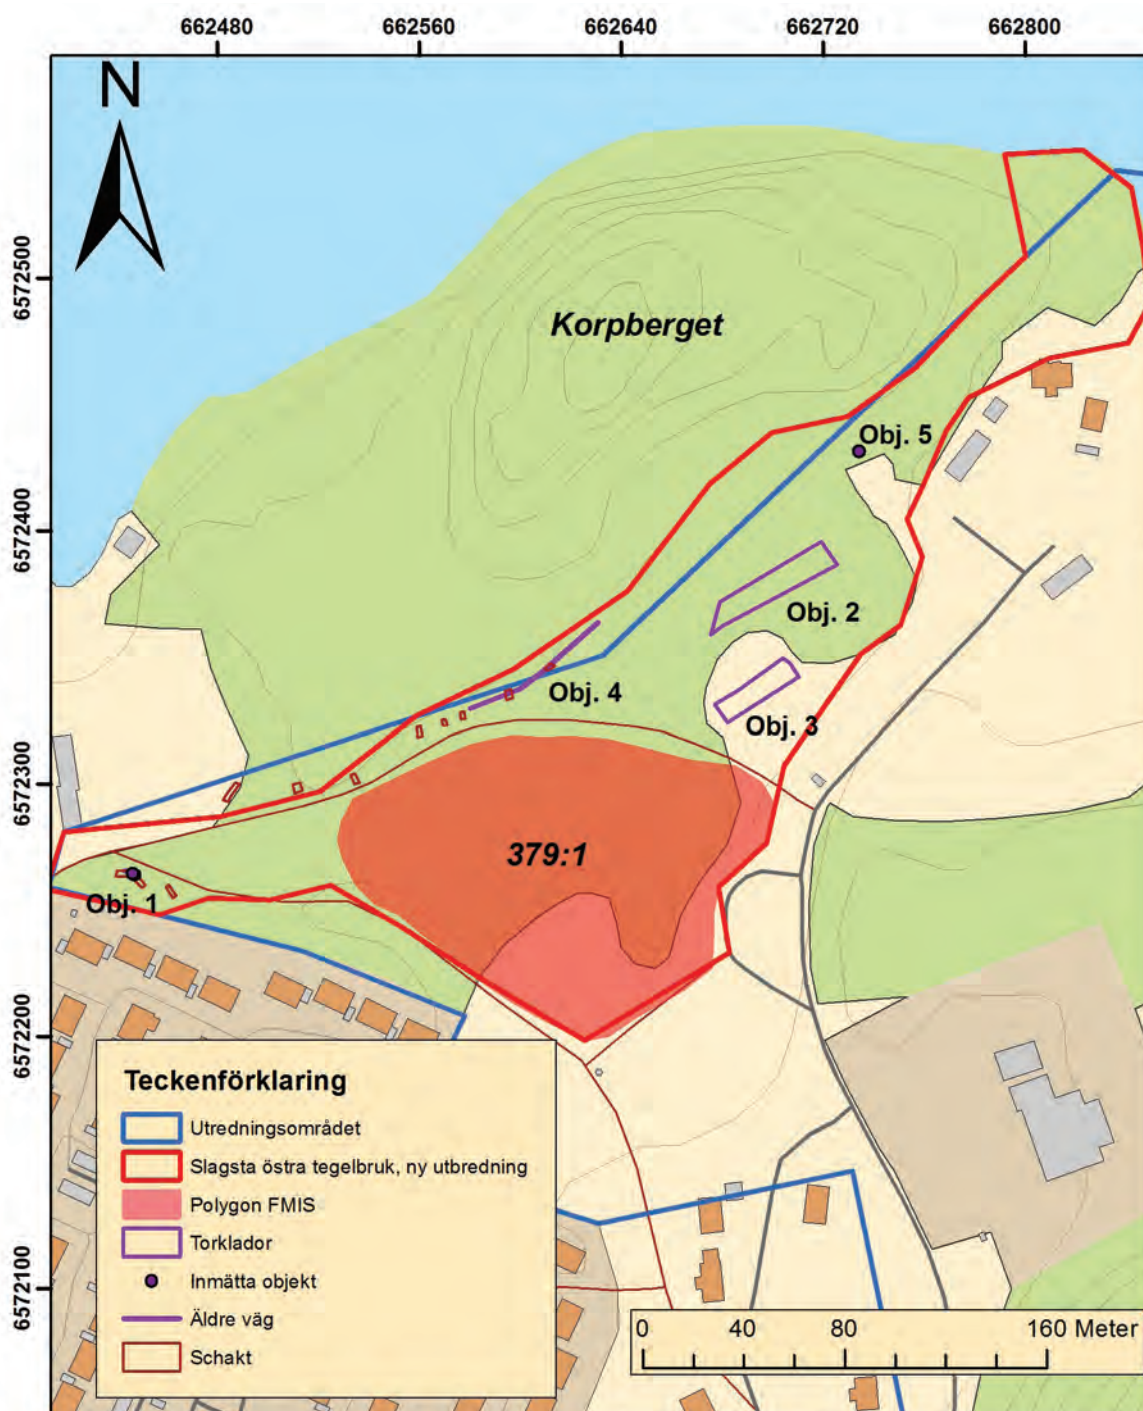 662480 662560 662640 662720 662800
N
6572500
Korpberget
Obj. 5
6572400
Obj. 2
Obj. 4
Obj. 3
6572300
379:1
Obj. 1
6572200
Teckenförklaring
Utredningsområdet
Slagsta östra tegelbruk, ny utbredning
Polygon FMIS
Torklador
Inmätta objekt
Äldre väg
Schakt
6572100
0 40 80 160 Meter